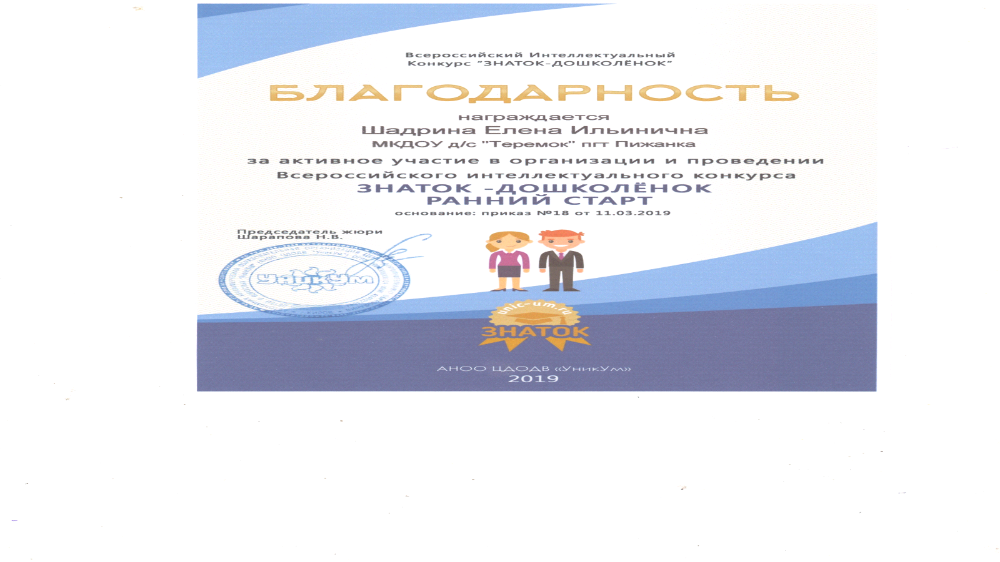 Всероссийский Интеллектуальный
Конкурс "ЗНАТОК-ДОШКОЛЁНОК"
БЛАГОДАРНОСТЬ
награждается
Шадрина Елена Ильинична
МКДОУ д/с "Теремок" пгт Пижанка
за активное участие в организации и проведении
Всероссийского интеллектуального конкурса
ЗНАТОК -ДОШКОЛЁНОК
РАННИЙ СТАРТ
основание: приказ №18 от 11.03.2019
Председатель жюри
Шарапова Н.В.
УникУм
unic-um.ru
ЗНАТОК
АНОО ЦДОДВ «УникУм»
2019